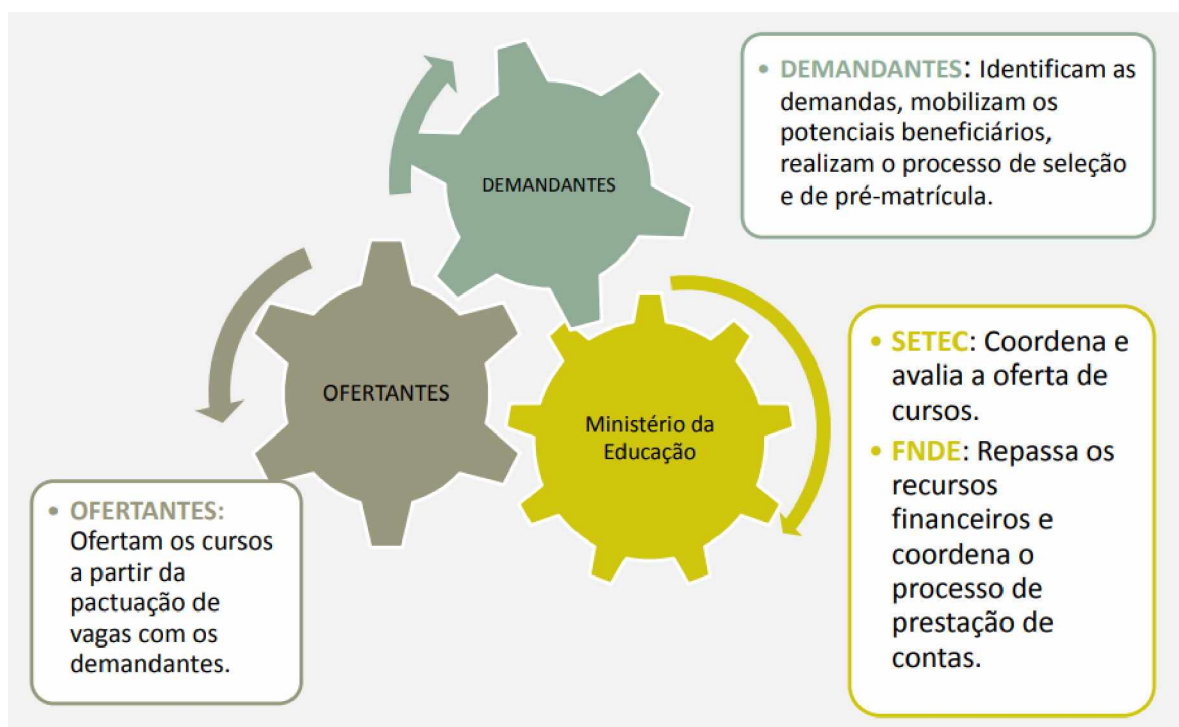 DEMANDANTES
• DEMANDANTES: Identificam as
demandas, mobilizam os
potenciais beneficiários,
realizam o processo de seleção
e de pré-matrícula.
OFERTANTES
Ministério da
Educação
• SETEC: Coordena e
avalia a oferta de
cursos.
• FNDE: Repassa os
recursos
financeiros e
coordena o
processo de
prestação de
contas.
• OFERTANTES:
Ofertam os cursos
a partir da
pactuação de
vagas com os
demandantes.